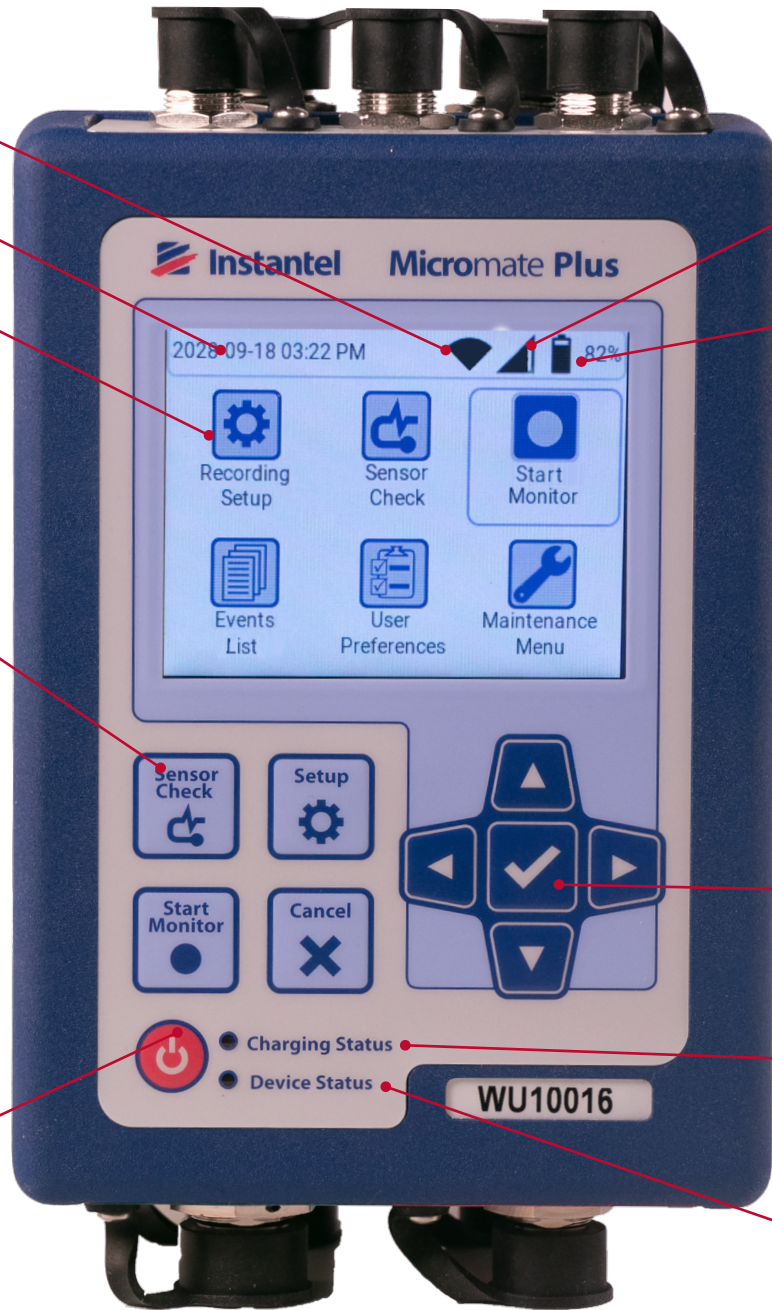 Instantel Micromate Plus
2028-09-18 03:22 PM 82%
Recording
Setup
Sensor
Check
Start
Monitor
Events
List
User
Preferences
Maintenance
Menu
Sensor
Check
Setup
Start
Monitor
Cancel
Charging Status
Device Status
WU10016